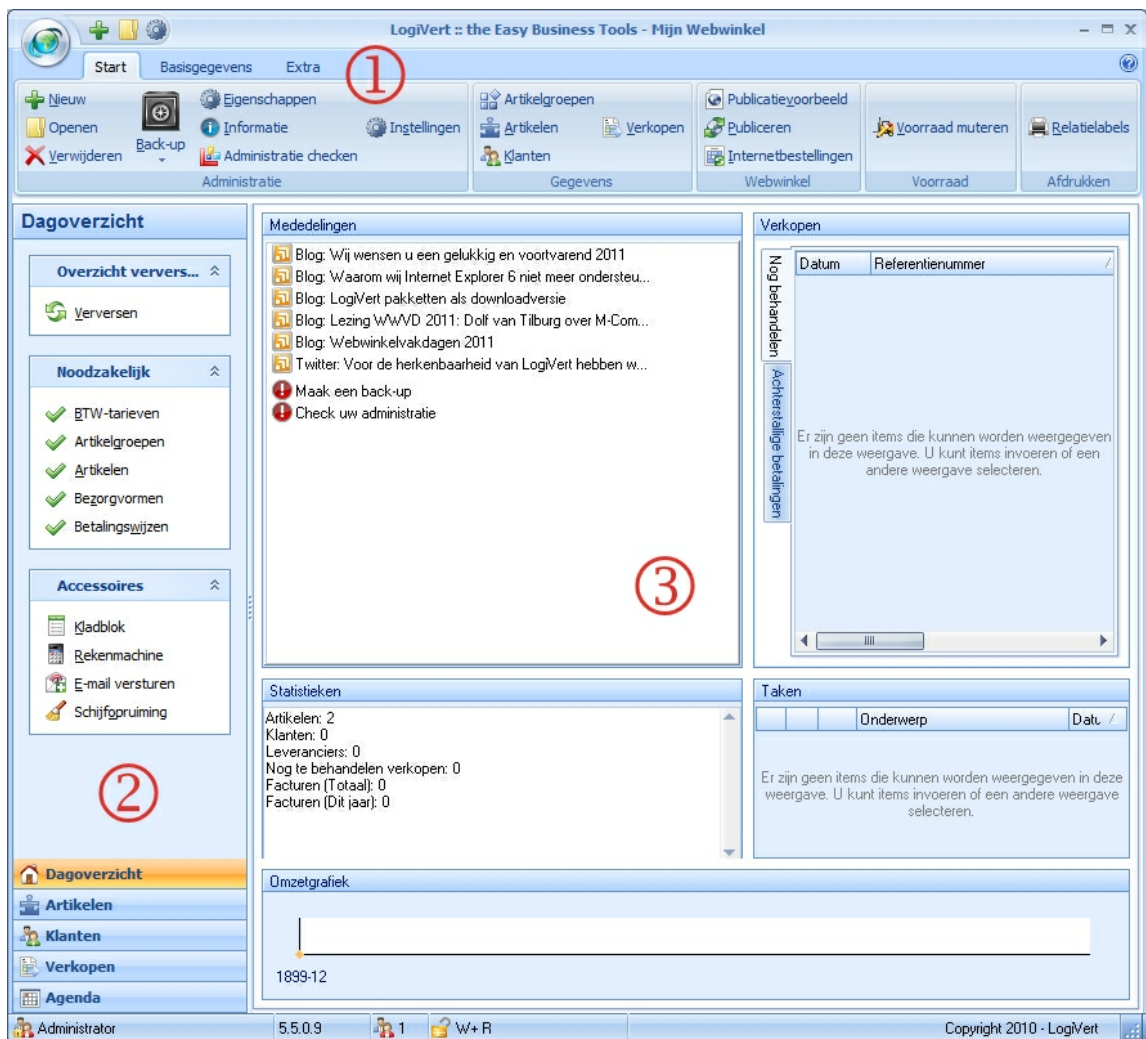 LogiVert :: the Easy Business Tools - Mijn Webwinkel
Start Basisgegevens Extra
①
Nieuw
Openen
Verwijderen
Back-up
Eigenschappen
Informatie
Administratie checken
Instellingen
Administratie
Artikelgroepen
Artikelen
Klanten
Verkopen
Gegevens
Publicatievoorbeeld
Publiceren
Internetbestellingen
Webwinkel
Voorraad muteren
Voorraad
Relatielabels
Afdrukken
Dagoverzicht
Overzicht ververs...
Verversen
Noodzakelijk
BTW-tarieven
Artikelgroepen
Artikelen
Bezorgvormen
Betalingswijzen
Accessoires
Kladblok
Rekenmachine
E-mail versturen
Schijfopruiming
②
Dagoverzicht
Artikelen
Klanten
Verkopen
Agenda
Mededelingen
Blog: Wij wensen u een gelukkig en voortvarend 2011
Blog: Waarom wij Internet Explorer 6 niet meer ondersteu...
Blog: LogiVert pakketten als downloadversie
Blog: Lezing WWVD 2011: Dolf van Tilburg over M-Com...
Blog: Webwinkelvakdagen 2011
Twitter: Voor de herkenbaarheid van LogiVert hebben w...
Maak een back-up
Check uw administratie
③
Verkopen
Nog behandelen
Achterstallige betalingen
Datum Referentienummer
Er zijn geen items die kunnen worden weergegeven
in deze weergave. U kunt items invoeren of een
andere weergave selecteren.
Statistieken
Artikelen: 2
Klanten: 0
Leveranciers: 0
Nog te behandelen verkopen: 0
Facturen (Totaal): 0
Facturen (Dit jaar): 0
Taken
Onderwerp Datu
Er zijn geen items die kunnen worden weergegeven in deze
weergave. U kunt items invoeren of een andere weergave
selecteren.
Omzetgrafiek
1899-12
Administrator 5.5.0.9 1 W+ R Copyright 2010 - LogiVert